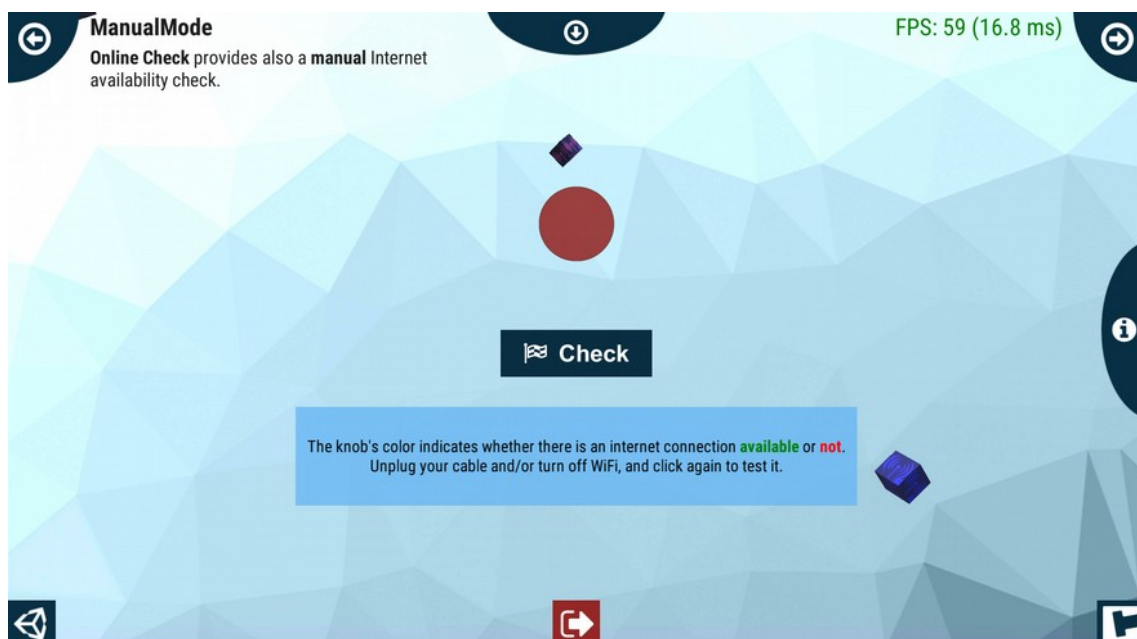 ManualMode
FPS: 59 (16.8 ms)
Online Check provides also a manual Internet
availability check.
Check
The knob's color indicates whether there is an internet connection available or not.
Unplug your cable and/or turn off WiFi, and click again to test it.